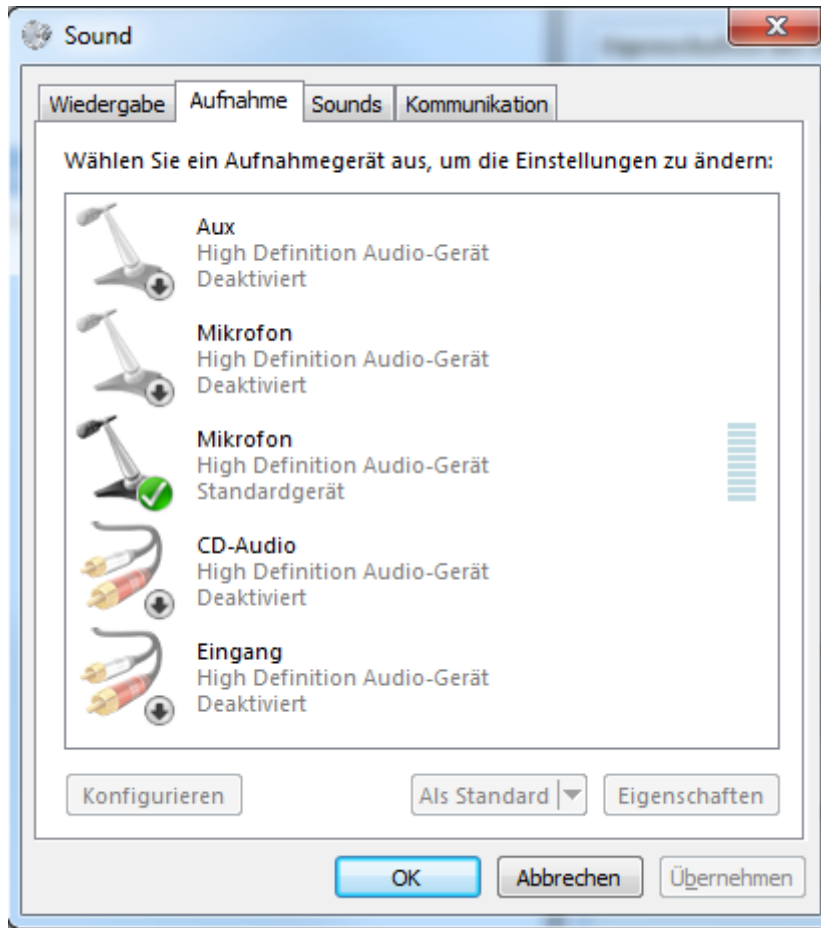 Sound
Wiedergabe Aufnahme Sounds Kommunikation
Wählen Sie ein Aufnahmegerät aus, um die Einstellungen zu ändern:
Aux
High Definition Audio-Gerät
Deaktiviert
Mikrofon
High Definition Audio-Gerät
Deaktiviert
Mikrofon
High Definition Audio-Gerät
Standardgerät
CD-Audio
High Definition Audio-Gerät
Deaktiviert
Eingang
High Definition Audio-Gerät
Deaktiviert
Konfigurieren Als Standard Eigenschaften
OK Abbrechen Übernehmen